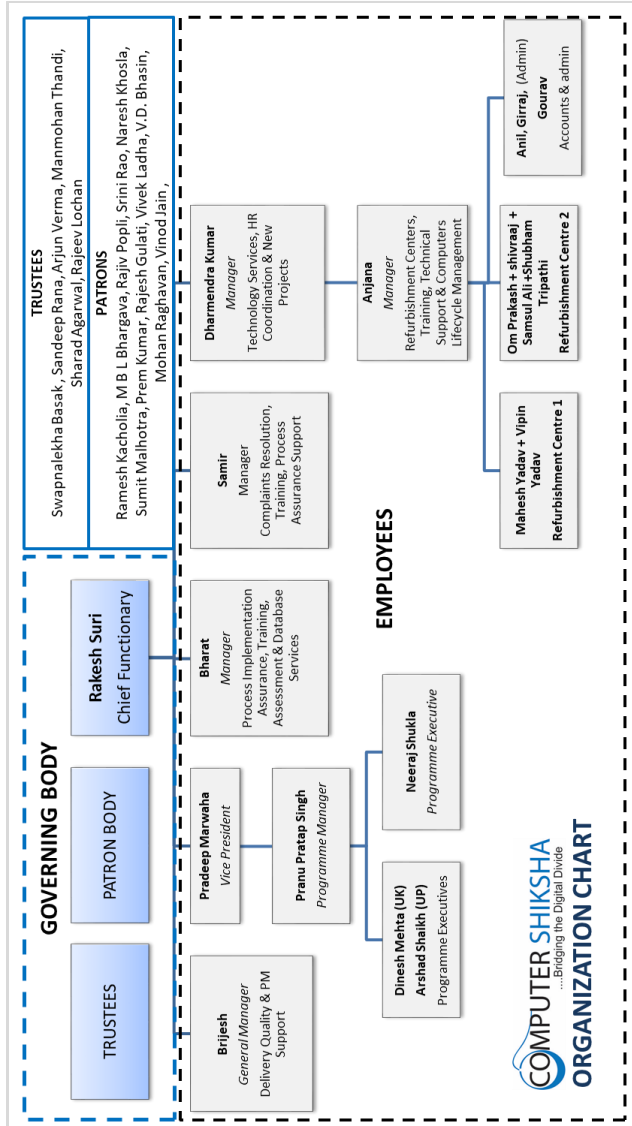 GOVERNING BODY
TRUSTEES
PATRON BODY
Rakesh Suri
Chief Functionary
TRUSTEES
Swapnalekha Basak , Sandeep Rana, Arjun Verma, Manmohan Thandi,
Sharad Agarwal, Rajeev Lochan
PATRONS
Ramesh Kacholia, M B L Bhargava, Rajiv Popli, Srini Rao, Naresh Khosla,
Sumit Malhotra, Prem Kumar, Rajesh Gulati, Vivek Ladha, V.D. Bhasin,
Mohan Raghavan, Vinod Jain ,
Brijesh
General Manager
Delivery Quality & PM
Support
Pradeep Marwaha
Vice President
Bharat
Manager
Process Implementation
Assurance, Training,
Assessment & Database
Services
Samir
Manager
Complaints Resolution,
Training, Process
Assurance Support
Dharmendra Kumar
Manager
Technology Services, HR
Coordination & New
Projects
Pranu Pratap Singh
Programme Manager
Anjana
Manager
Refurbishment Centers,
Training, Technical
Support & Computers
Lifecycle Management
Dinesh Mehta (UK)
Arshad Shaikh (UP)
Programme Executives
Neeraj Shukla
Programme Executive
EMPLOYEES
Mahesh Yadav + Vipin
Yadav
Refurbishment Centre 1
Om Prakash + shivraaj +
Samsul Ali +Shubham
Tripathi
Refurbishment Centre 2
Anil, Girraj, (Admin)
Gourav
Accounts & admin
COMPUTER SHIKSHA
....Bridging the Digital Divide
ORGANIZATION CHART